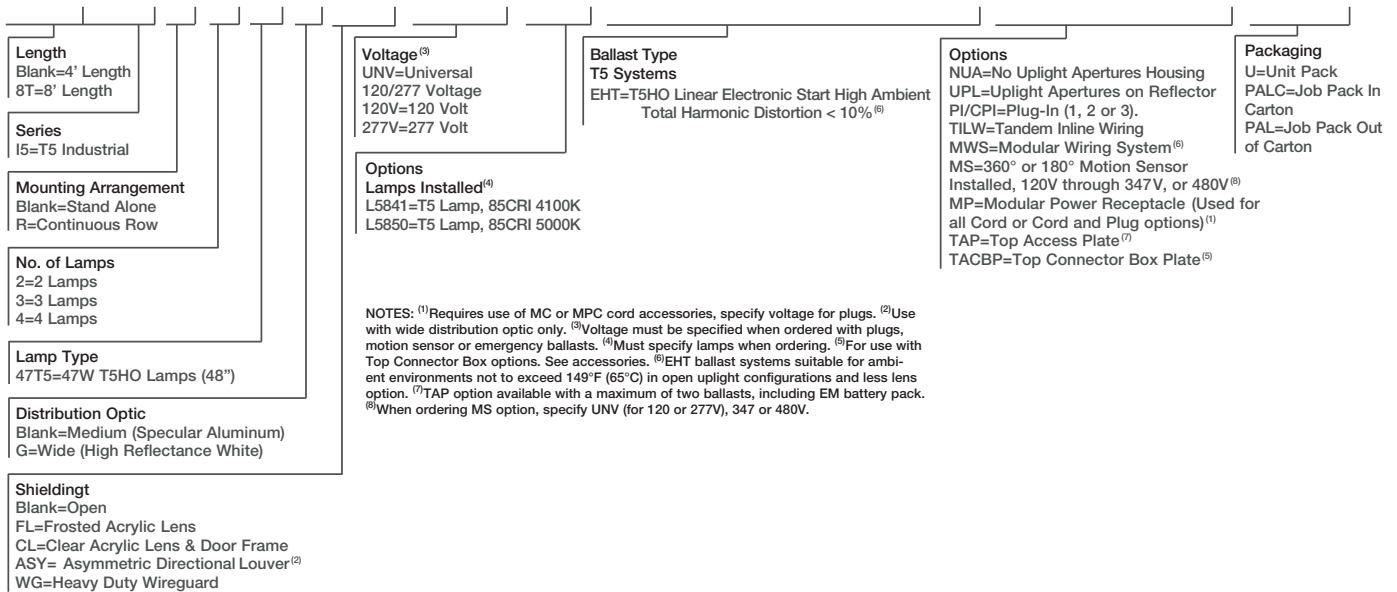 Length
Blank=4' Length
8T=8' Length
Series
I5=T5 Industrial
Mounting Arrangement
Blank=Stand Alone
R=Continuous Row
No. of Lamps
2=2 Lamps
3=3 Lamps
4=4 Lamps
Lamp Type
47T5=47W T5HO Lamps (48”)
Distribution Optic
Blank=Medium (Specular Aluminum)
G=Wide (High Reflectance White)
Shieldingt
Blank=Open
FL=Frosted Acrylic Lens
CL=Clear Acrylic Lens & Door Frame
ASY= Asymmetric Directional Louver(2)
WG=Heavy Duty Wireguard
Voltage(3)
UNV=Universal
120/277 Voltage
120V=120 Volt
277V=277 Volt
Options
Lamps Installed(4)
L5841=T5 Lamp, 85CRI 4100K
L5850=T5 Lamp, 85CRI 5000K
Ballast Type
T5 Systems
EHT=T5HO Linear Electronic Start High Ambient
Total Harmonic Distortion < 10%(6)
Options
NUA=No Uplight Apertures Housing
UPL=Uplight Apertures on Reflector
PI/CPI=Plug-In (1, 2 or 3).
TILW=Tandem Inline Wiring
MWS=Modular Wiring System(6)
MS=360° or 180° Motion Sensor
Installed, 120V through 347V, or 480V(8)
MP=Modular Power Receptacle (Used for
all Cord or Cord and Plug options)(1)
TAP=Top Access Plate(7)
TACBP=Top Connector Box Plate(5)
Packaging
U=Unit Pack
PALC=Job Pack In
Carton
PAL=Job Pack Out
of Carton
NOTES: (1)Requires use of MC or MPC cord accessories, specify voltage for plugs. (2)Use
with wide distribution optic only. (3)Voltage must be specified when ordered with plugs,
motion sensor or emergency ballasts. (4)Must specify lamps when ordering. (5)For use with
Top Connector Box options. See accessories. (6)EHT ballast systems suitable for ambi-
ent environments not to exceed 149°F (65°C) in open uplight configurations and less lens
option. (7)TAP option available with a maximum of two ballasts, including EM battery pack.
(8)When ordering MS option, specify UNV (for 120 or 277V), 347 or 480V.